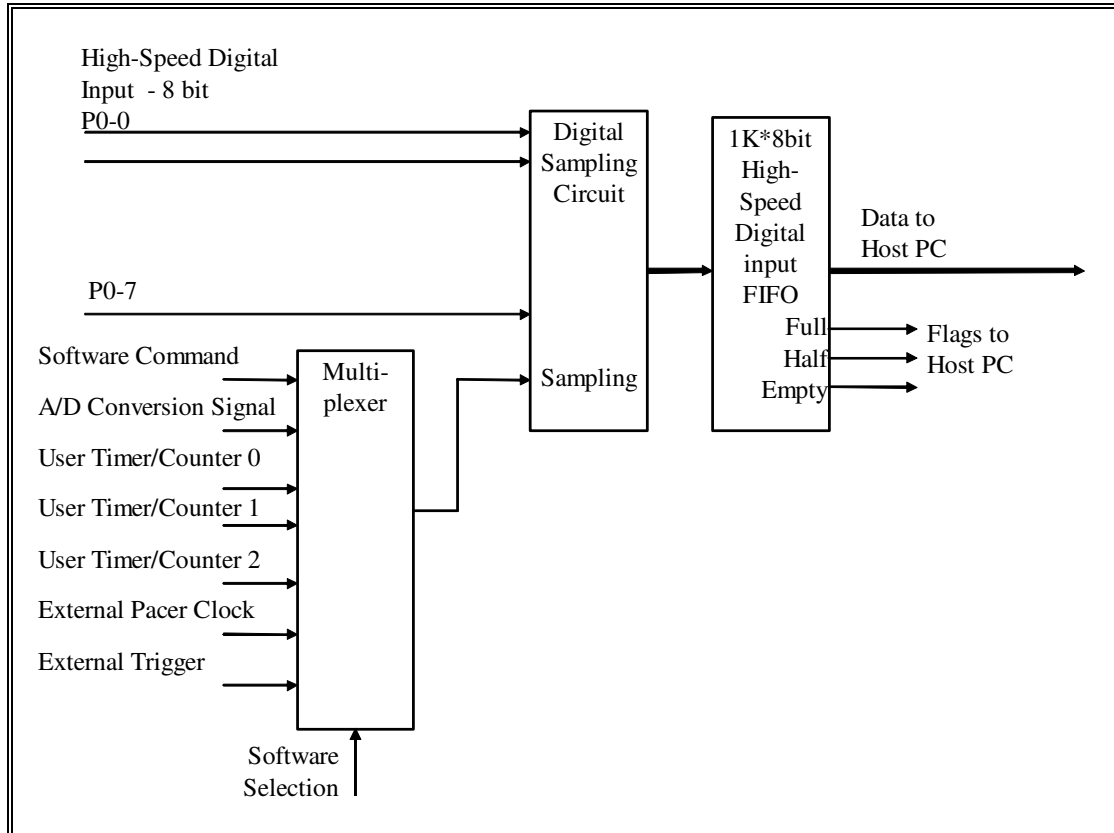 High-Speed Digital
Input - 8 bit
P0-0
P0-7
Digital
Sampling
Circuit
Sampling
1K*8bit
High-
Speed
Digital
input
FIFO
Full
Half
Empty
Data to
Host PC
Flags to
Host PC
Software Command
A/D Conversion Signal
User Timer/Counter 0
User Timer/Counter 1
User Timer/Counter 2
External Pacer Clock
External Trigger
Multi-
plexer
Software
Selection